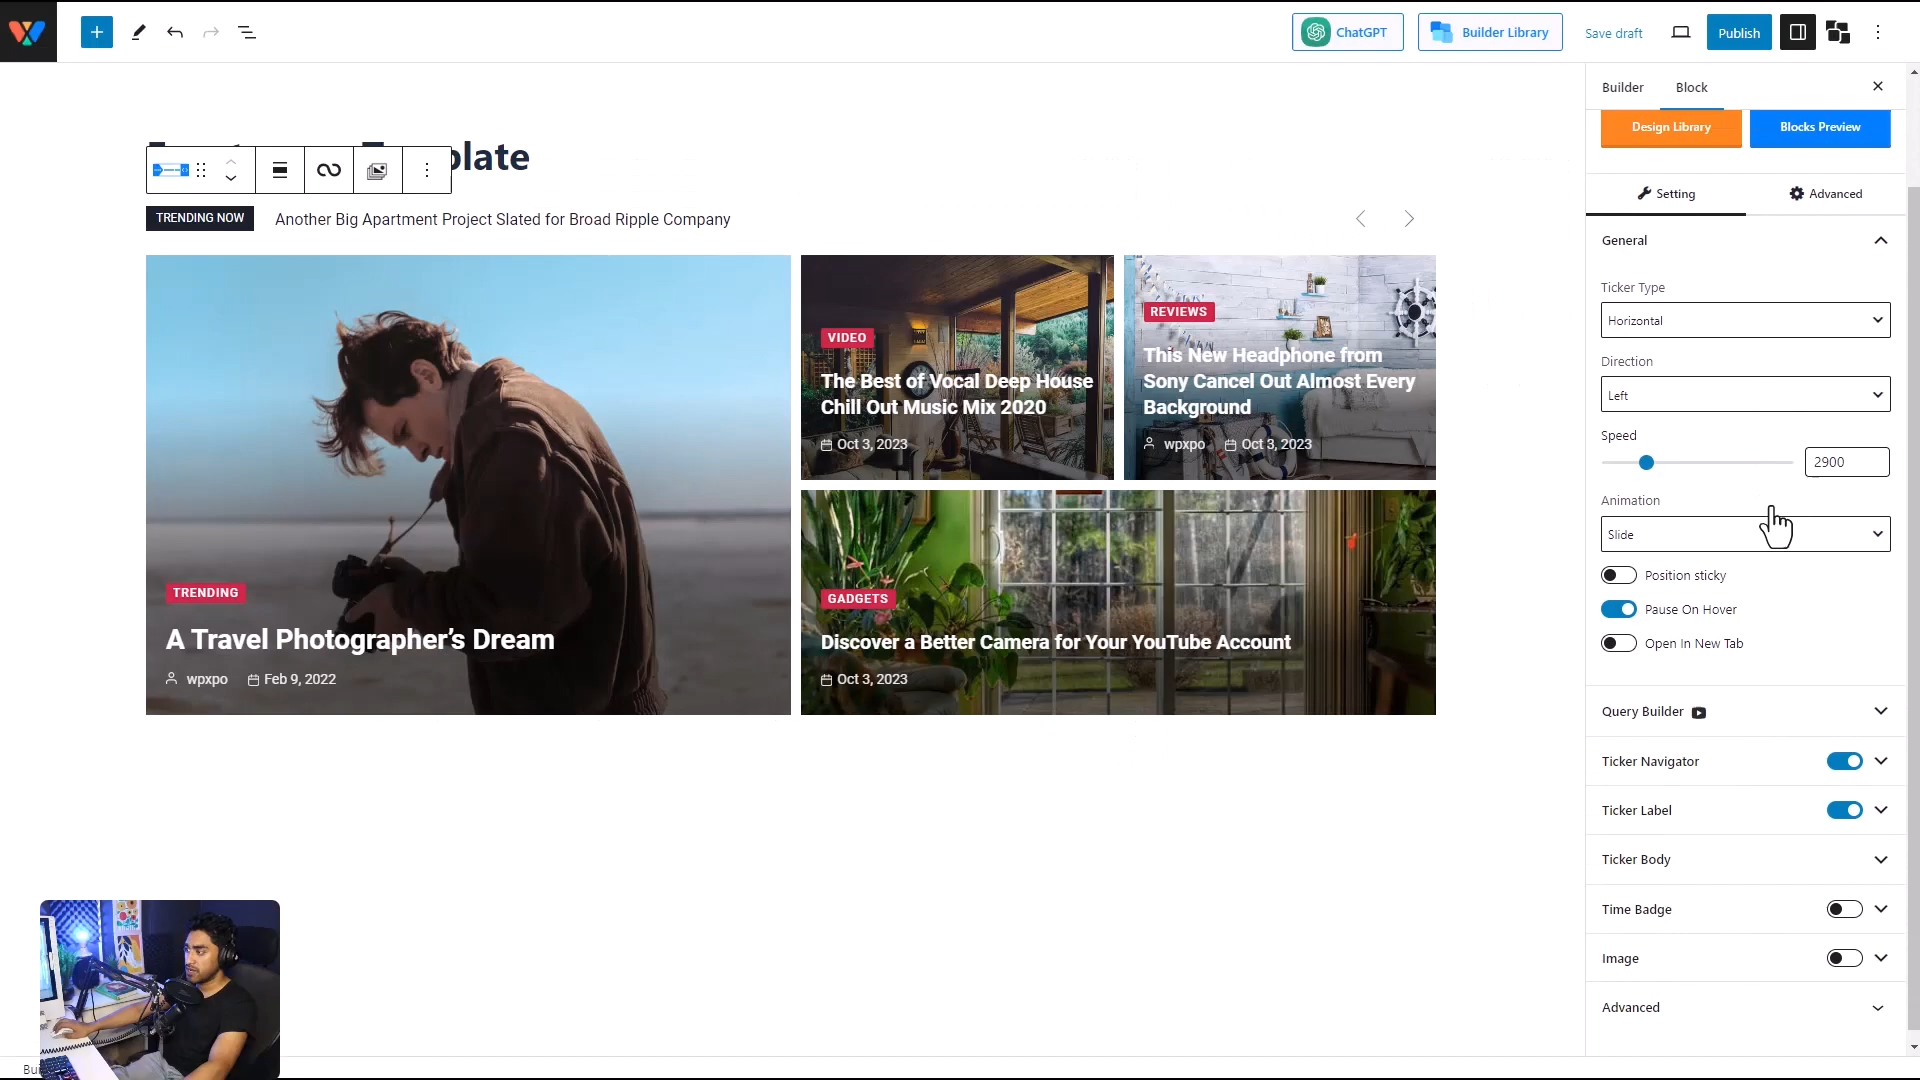 ChatGPT
Builder Library
Save draft
Publish
Builder
Block
Design Library
Blocks Preview
plate
TRENDING NOW
Another Big Apartment Project Slated for Broad Ripple Company
VIDEO
The Best of Vocal Deep House
Chill Out Music Mix 2020
Oct 3, 2023
REVIEWS
This New Headphone from
Sony Cancel Out Almost Every
Background
wpxpo
Oct 3, 2023
TRENDING
A Travel Photographer’s Dream
wpxpo
Feb 9, 2022
GADGETS
Discover a Better Camera for Your YouTube Account
Oct 3, 2023
Setting
Advanced
General
Ticker Type
Horizontal
Direction
Left
Speed
2900
Animation
Slide
Position sticky
Pause On Hover
Open In New Tab
Query Builder
Ticker Navigator
Ticker Label
Ticker Body
Time Badge
Image
Advanced